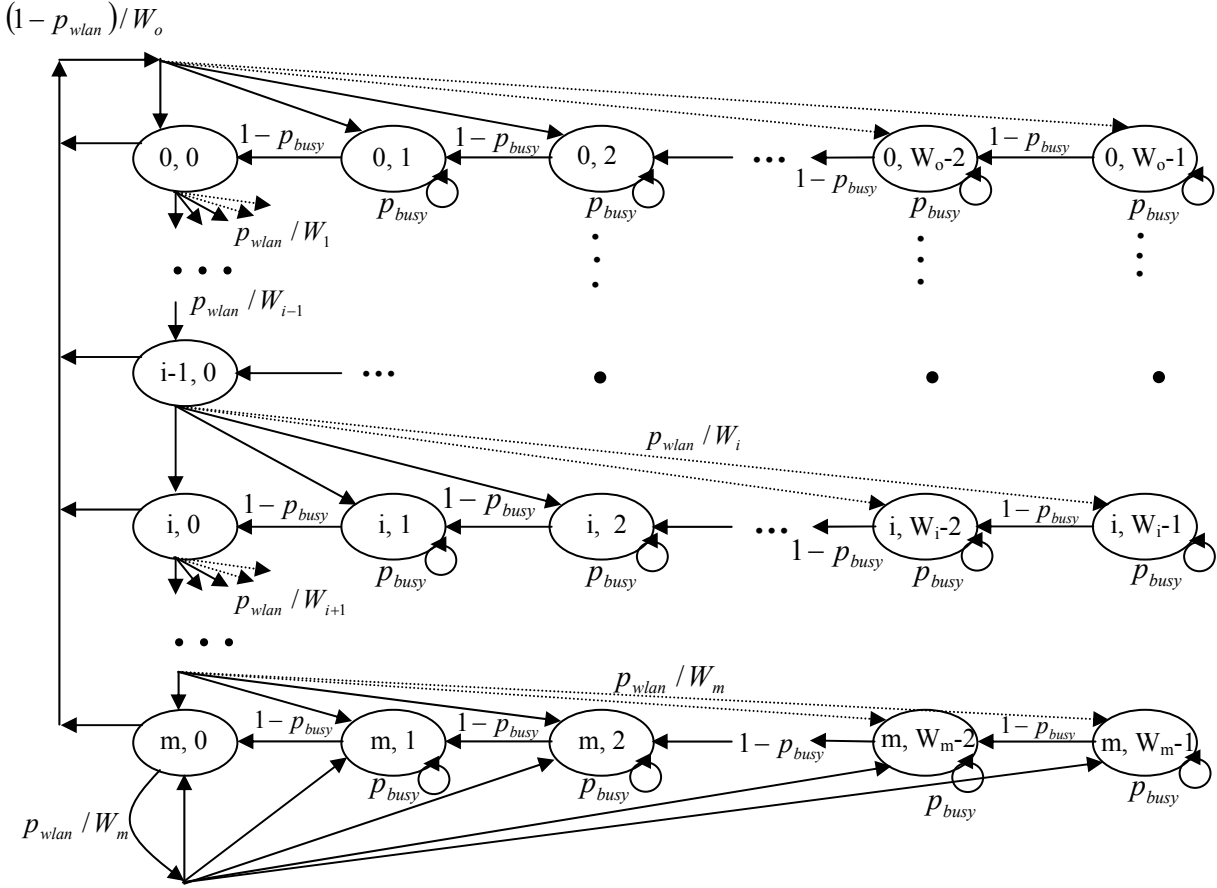 (1 - p_wlan)/W_o
1 - p_busy 1 - p_busy 1 - p_busy
0, 0 0, 1 0, 2 ••• 0, W_o-2 0, W_o-1
1 - p_busy
p_busy p_busy p_busy p_busy
p_wlan / W_1
p_wlan / W_{i-1}
i-1, 0 •••
p_wlan / W_i
1 - p_busy 1 - p_busy 1 - p_busy
i, 0 i, 1 i, 2 ••• i, W_i-2 i, W_i-1
1 - p_busy
p_busy p_busy p_busy p_busy
p_wlan / W_{i+1}
p_wlan / W_m
1 - p_busy 1 - p_busy 1 - p_busy
m, 0 m, 1 m, 2 1 - p_busy m, W_m-2 m, W_m-1
p_busy p_busy p_busy p_busy
p_wlan / W_m